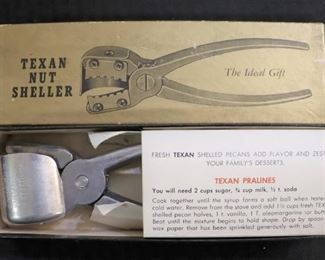 TEXAN
NUT
SHELLER
The Ideal Gift
FRESH TEXAN SHELLED PECANS ADD FLAVOR AND ZEST
YOUR FAMILY'S DESSERTS.
TEXAN PRALINES
You will need 2 cups sugar, ¾ cup milk, ½ t. soda
Cook together until the syrup forms a soft ball when tested
cold water. Remove from the stove and add 1½ cups fresh TEX
shelled pecan halves, 1 t. vanilla, 1 T. oleomargarine (or butt
Beat until the mixture begins to hold shape. Drop by spoon
wax paper that has been sprinkled generously with salt.